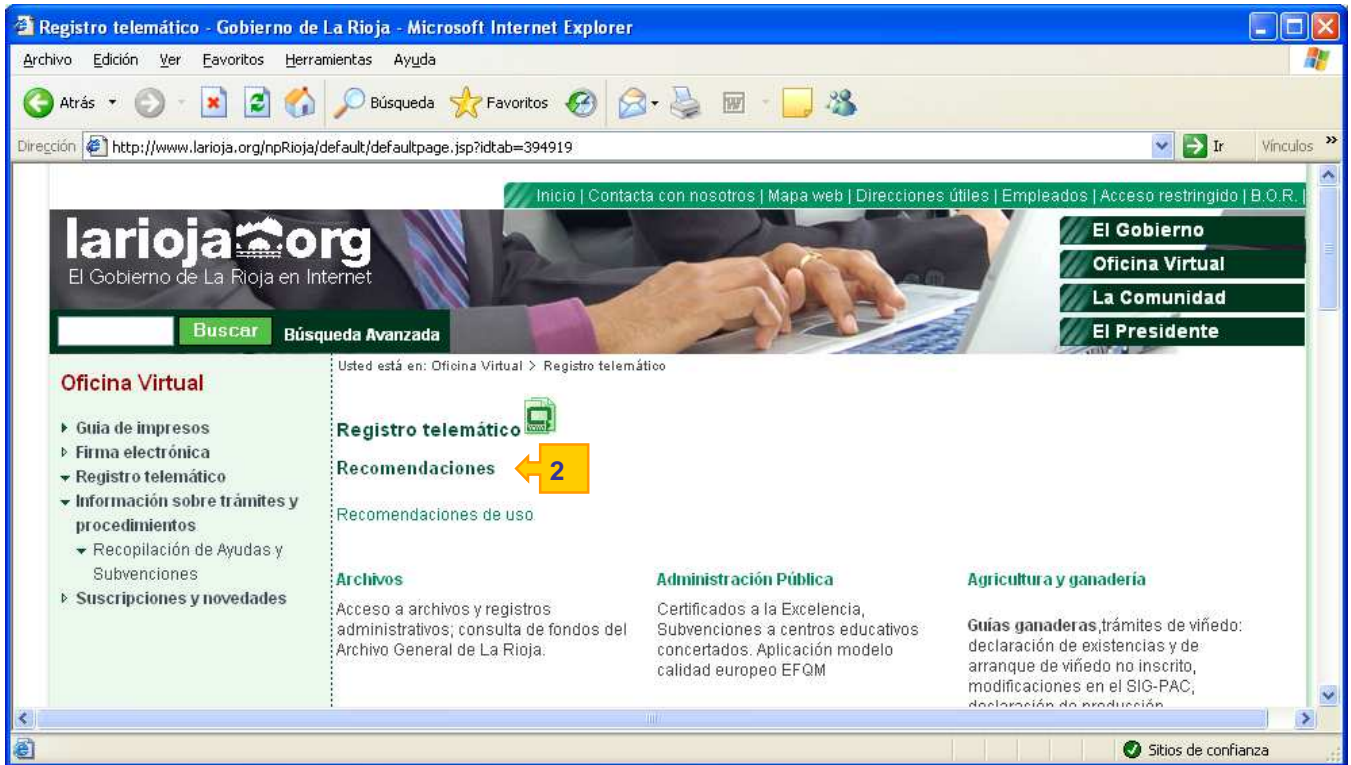 Registro telemático - Gobierno de La Rioja - Microsoft Internet Explorer
Archivo Edición Ver Favoritos Herramientas Ayuda
Atrás Búsqueda Favoritos
Dirección http://www.larioja.org/npRioja/default/defaultpage.jsp?idtab=394919 Ir Vínculos »
Inicio | Contacta con nosotros | Mapa web | Direcciones útiles | Empleados | Acceso restringido | B.O.R. |
larioja org
El Gobierno de La Rioja en Internet
El Gobierno
Oficina Virtual
La Comunidad
El Presidente
Buscar Búsqueda Avanzada
Usted está en: Oficina Virtual > Registro telemático
Oficina Virtual
Guia de impresos
Firma electrónica
Registro telemático
Información sobre trámites y
procedimientos
Recopilación de Ayudas y
Subvenciones
Suscripciones y novedades
Registro telemático
Recomendaciones 2
Recomendaciones de uso
Archivos
Acceso a archivos y registros
administrativos; consulta de fondos del
Archivo General de La Rioja.
Administración Pública
Certificados a la Excelencia,
Subvenciones a centros educativos
concertados. Aplicación modelo
calidad europeo EFQM
Agricultura y ganadería
Guías ganaderas,trámites de viñedo:
declaración de existencias y de
arranque de viñedo no inscrito,
modificaciones en el SIG-PAC,
declaración de producción
Sitios de confianza